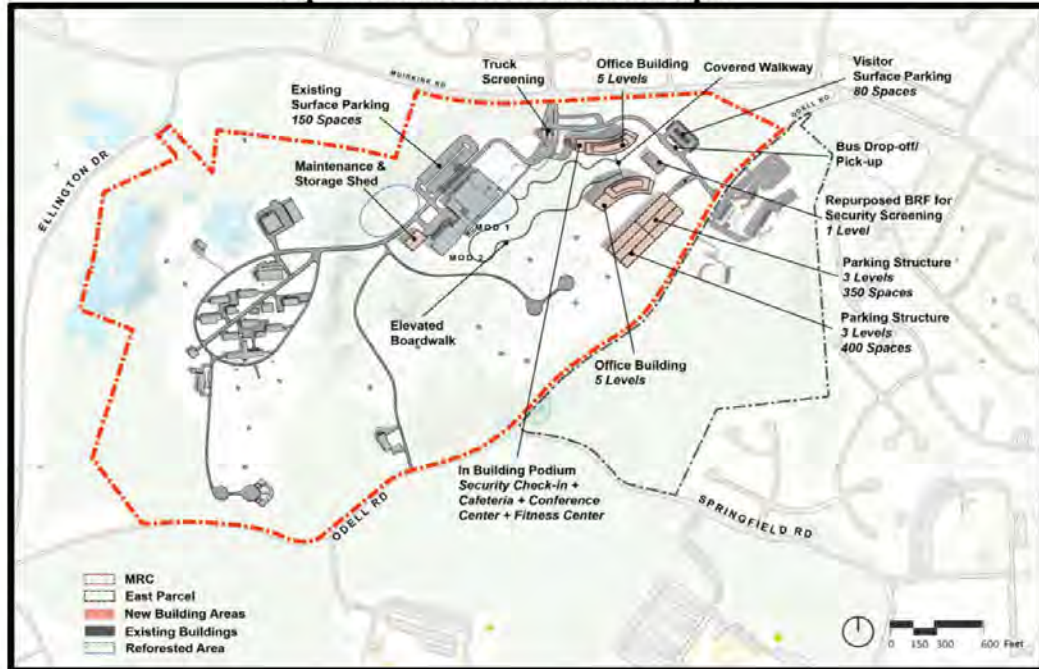 MUIRKIRK RD
Truck
Screening
Office Building
5 Levels
Covered Walkway
Visitor
Surface Parking
80 Spaces
Existing
Surface Parking
150 Spaces
ODELL RD
Bus Drop-off/
Pick-up
Maintenance &
Storage Shed
ELLINGTON DR
MOD 1
MOD 2
Repurposed BRF for
Security Screening
1 Level
Parking Structure
3 Levels
350 Spaces
Elevated
Boardwalk
Parking Structure
3 Levels
400 Spaces
Office Building
5 Levels
In Building Podium
Security Check-in +
Cafeteria + Conference
Center + Fitness Center
ODELL RD
SPRINGFIELD RD
MRC
East Parcel
New Building Areas
Existing Buildings
Reforested Area
0 150 300 600 Feet